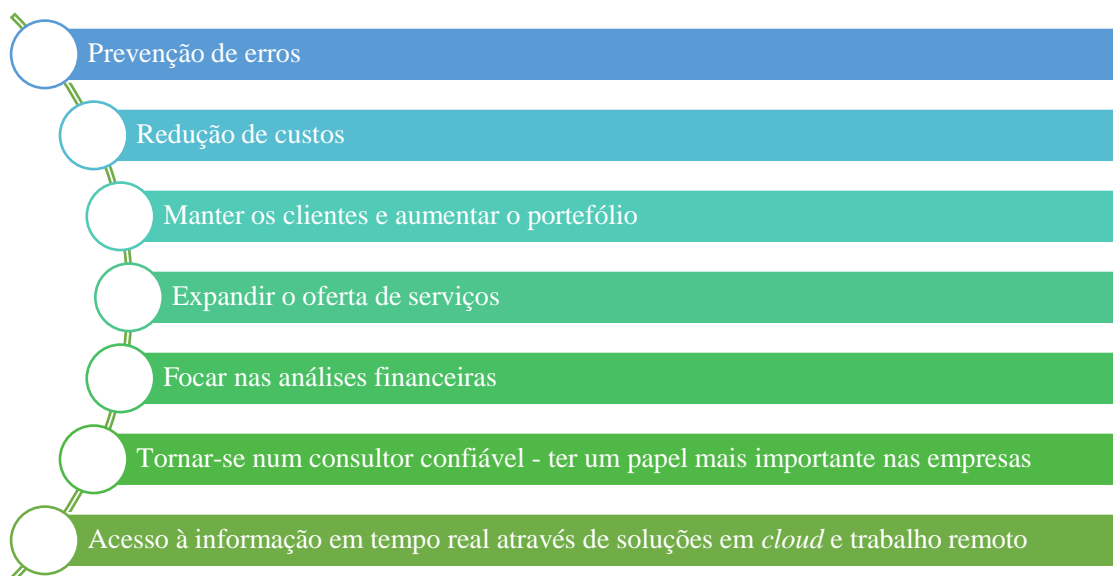 Prevenção de erros
Redução de custos
Manter os clientes e aumentar o portefólio
Expandir o oferta de serviços
Focar nas análises financeiras
Tornar-se num consultor confiável - ter um papel mais importante nas empresas
Acesso à informação em tempo real através de soluções em cloud e trabalho remoto